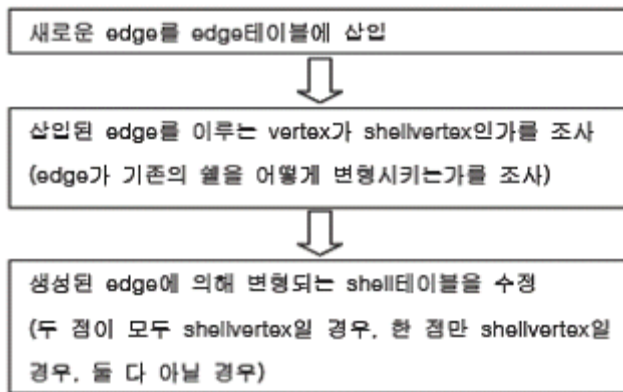 새로운 edge를 edge테이블에 삽입
삽입된 edge를 이루는 vertex가 shellvertex인가를 조사
(edge가 기존의 쉘을 어떻게 변형시키는가를 조사)
생성된 edge에 의해 변형되는 shell테이블을 수정
(두 점이 모두 shellvertex일 경우, 한 점만 shellvertex일
경우, 둘 다 아닐 경우)